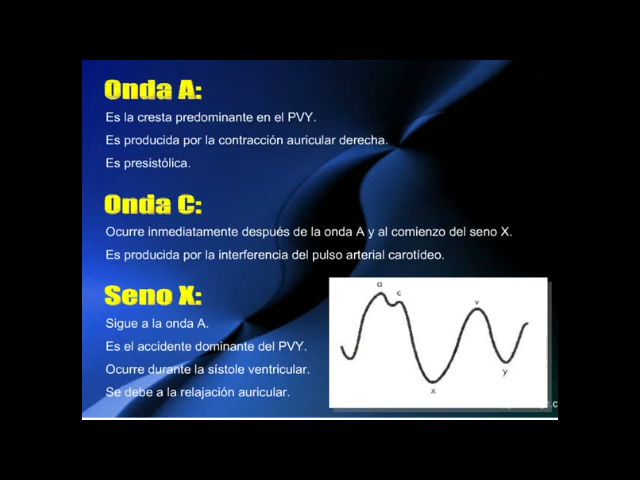 Onda A:
Es la cresta predominante en el PVY.
Es producida por la contracción auricular derecha.
Es presistólica.
Onda C:
Ocurre inmediatamente después de la onda A y al comienzo del seno X.
Es producida por la interferencia del pulso arterial carotídeo.
Seno X:
Sigue a la onda A.
Es el accidente dominante del PVY.
Ocurre durante la sístole ventricular.
Se debe a la relajación auricular.
a
c
v
y
x